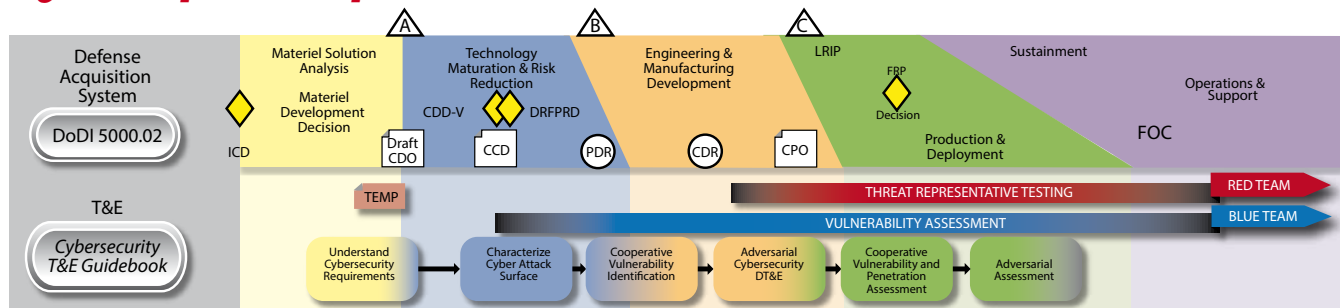 A
B
C
Defense
Acquisition
System
DoDI 5000.02
Materiel Solution
Analysis
Materiel
Development
Decision
ICD
Technology
Maturation & Risk
Reduction
CDD-V
DRFPRD
Draft
CDO
CCD
PDR
Engineering &
Manufacturing
Development
CDR
CPO
LRIP
FRP
Decision
Production &
Deployment
Sustainment
Operations &
Support
FOC
TEMP
THREAT REPRESENTATIVE TESTING
RED TEAM
VULNERABILITY ASSESSMENT
BLUE TEAM
T&E
Cybersecurity
T&E Guidebook
Understand
Cybersecurity
Requirements
Characterize
Cyber Attack
Surface
Cooperative
Vulnerability
Identification
Adversarial
Cybersecurity
DT&E
Cooperative
Vulnerability and
Penetration
Assessment
Adversarial
Assessment